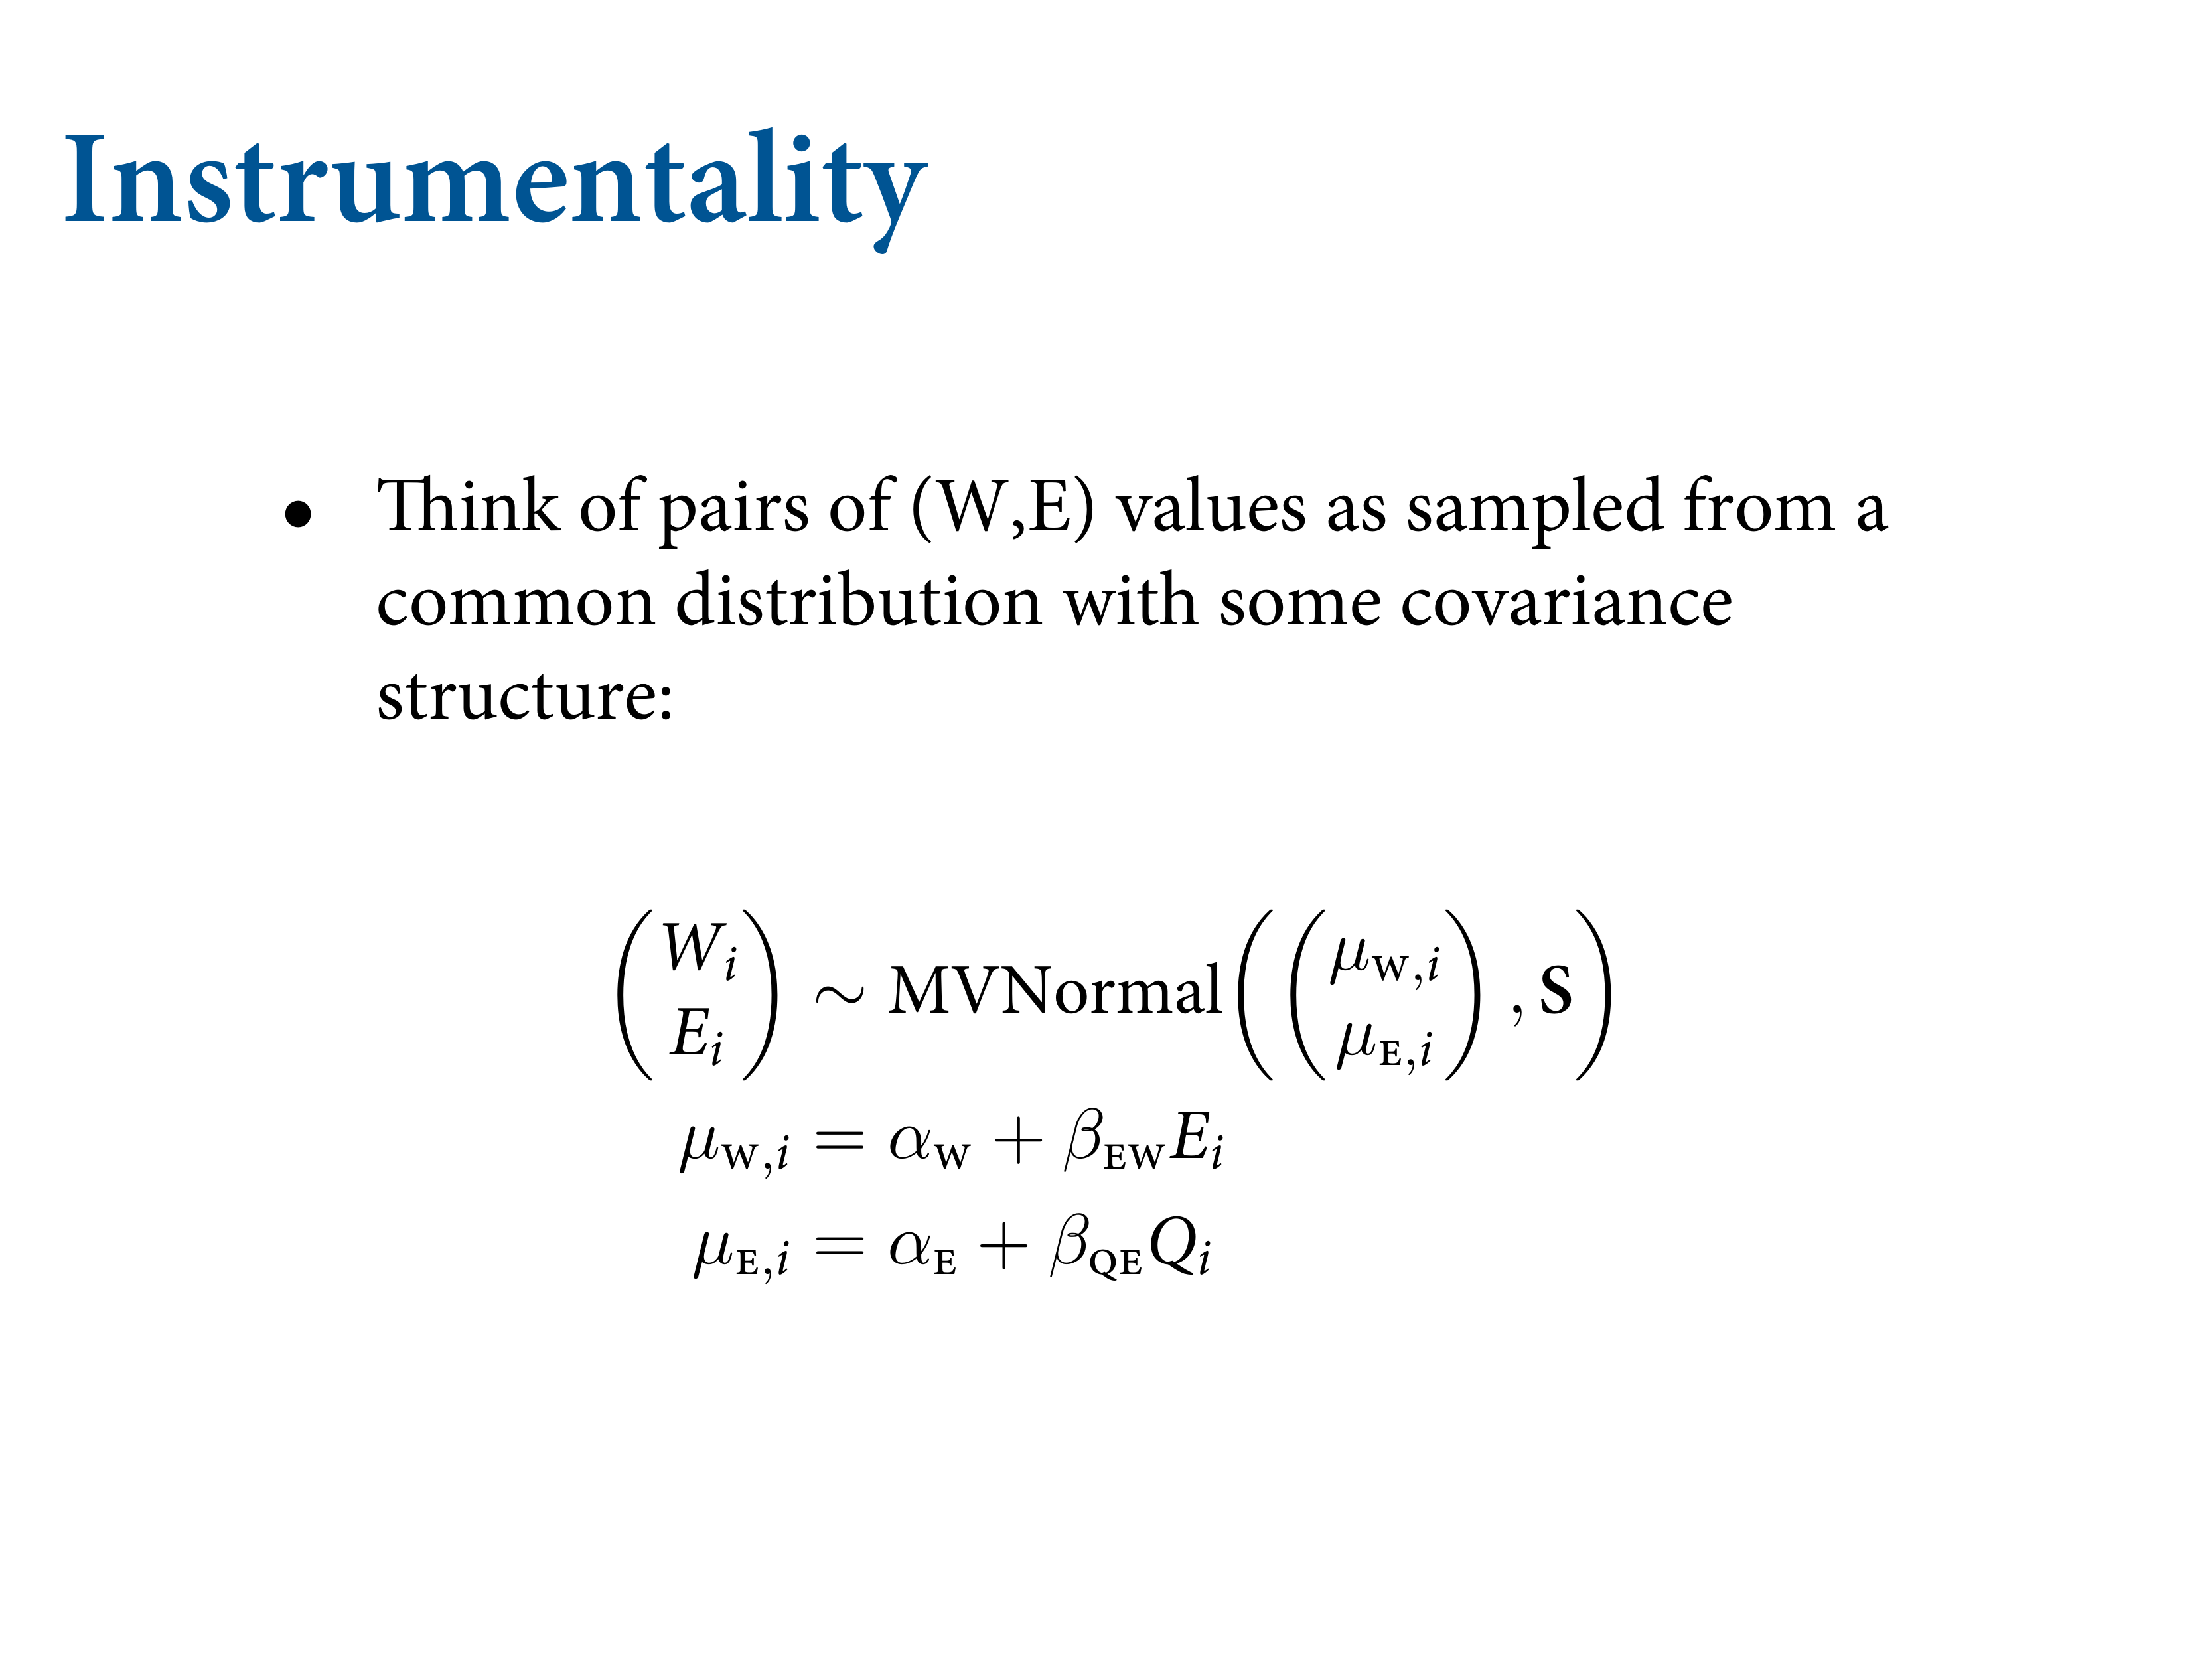 Instrumentality
• Think of pairs of (W,E) values as sampled from a
common distribution with some covariance
structure:
\begin{pmatrix} W_i \\ E_i \end{pmatrix} \sim \text{MVNormal}\left( \begin{pmatrix} \mu_{\text{W},i} \\ \mu_{\text{E},i} \end{pmatrix}, \mathbf{S} \right)
\mu_{\text{W},i} = \alpha_{\text{W}} + \beta_{\text{EW}} E_i
\mu_{\text{E},i} = \alpha_{\text{E}} + \beta_{\text{QE}} Q_i